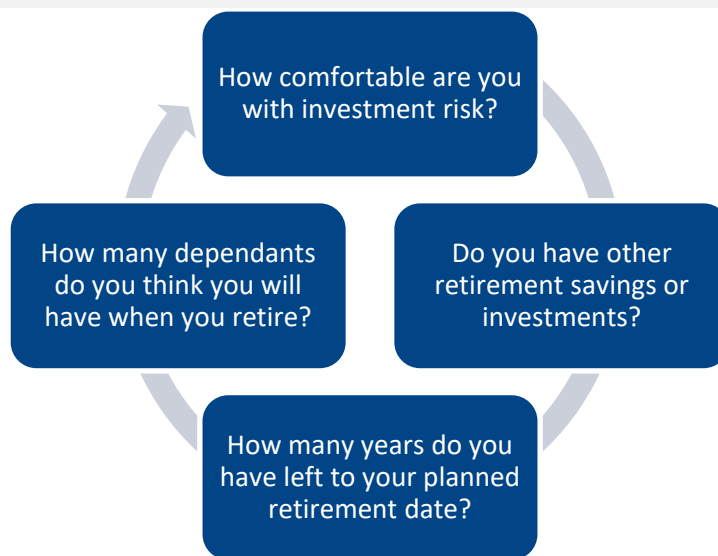 How comfortable are you
with investment risk?
Do you have other
retirement savings or
investments?
How many years do you
have left to your planned
retirement date?
How many dependants
do you think you will
have when you retire?